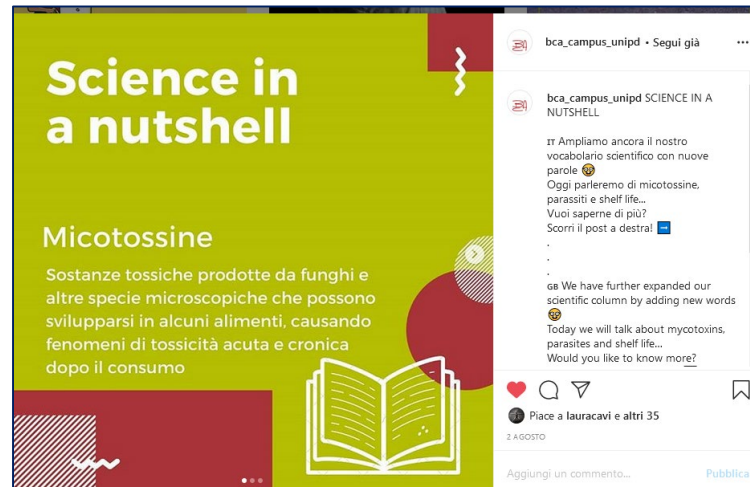 Science in
a nutshell
Micotossine
Sostanze tossiche prodotte da funghi e
altre specie microscopiche che possono
svilupparsi in alcuni alimenti, causando
fenomeni di tossicità acuta e cronica
dopo il consumo
bca_campus_unipd • Segui già
bca_campus_unipd SCIENCE IN A
NUTSHELL
IT Ampliamo ancora il nostro
vocabolario scientifico con nuove
parole 🤓
Oggi parleremo di micotossine,
parassiti e shelf life...
Vuoi saperne di più?
Scorri il post a destra! ➡️
.
.
.
GB We have further expanded our
scientific column by adding new words
🤓
Today we will talk about mycotoxins,
parasites and shelf life...
Would you like to know more?
Piace a lauracavi e altri 35
2 AGOSTO
Aggiungi un commento...
Pubblica